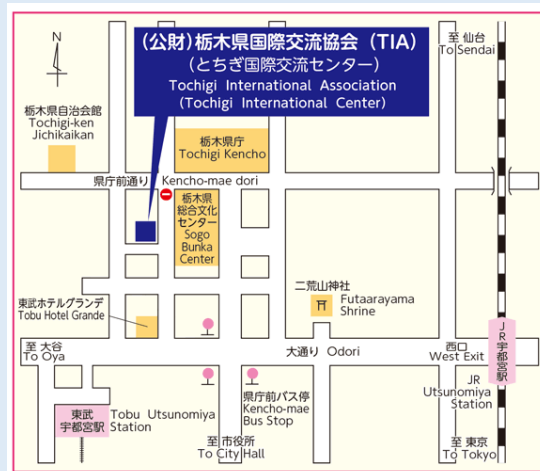 (公財)栃木県国際交流協会 (TIA)
(とちぎ国際交流センター)
Tochigi International Association
(Tochigi International Center)
N
至 仙台
To Sendai
栃木県自治会館
Tochigi-ken
Jichikaikan
栃木県庁
Tochigi Kencho
県庁前通り Kencho-mae dori
栃木県
総合文化
センター
Sogo
Bunka
Center
東武ホテルグランデ
Tobu Hotel Grande
二荒山神社
Futaarayama
Shrine
至 大谷
To Oya
大通り Odori
西口
West Exit
JR宇都宮駅
JR
Utsunomiya
Station
東武
宇都宮駅
Tobu Utsunomiya
Station
県庁前バス停
Kencho-mae
Bus Stop
至 市役所
To City Hall
至 東京
To Tokyo